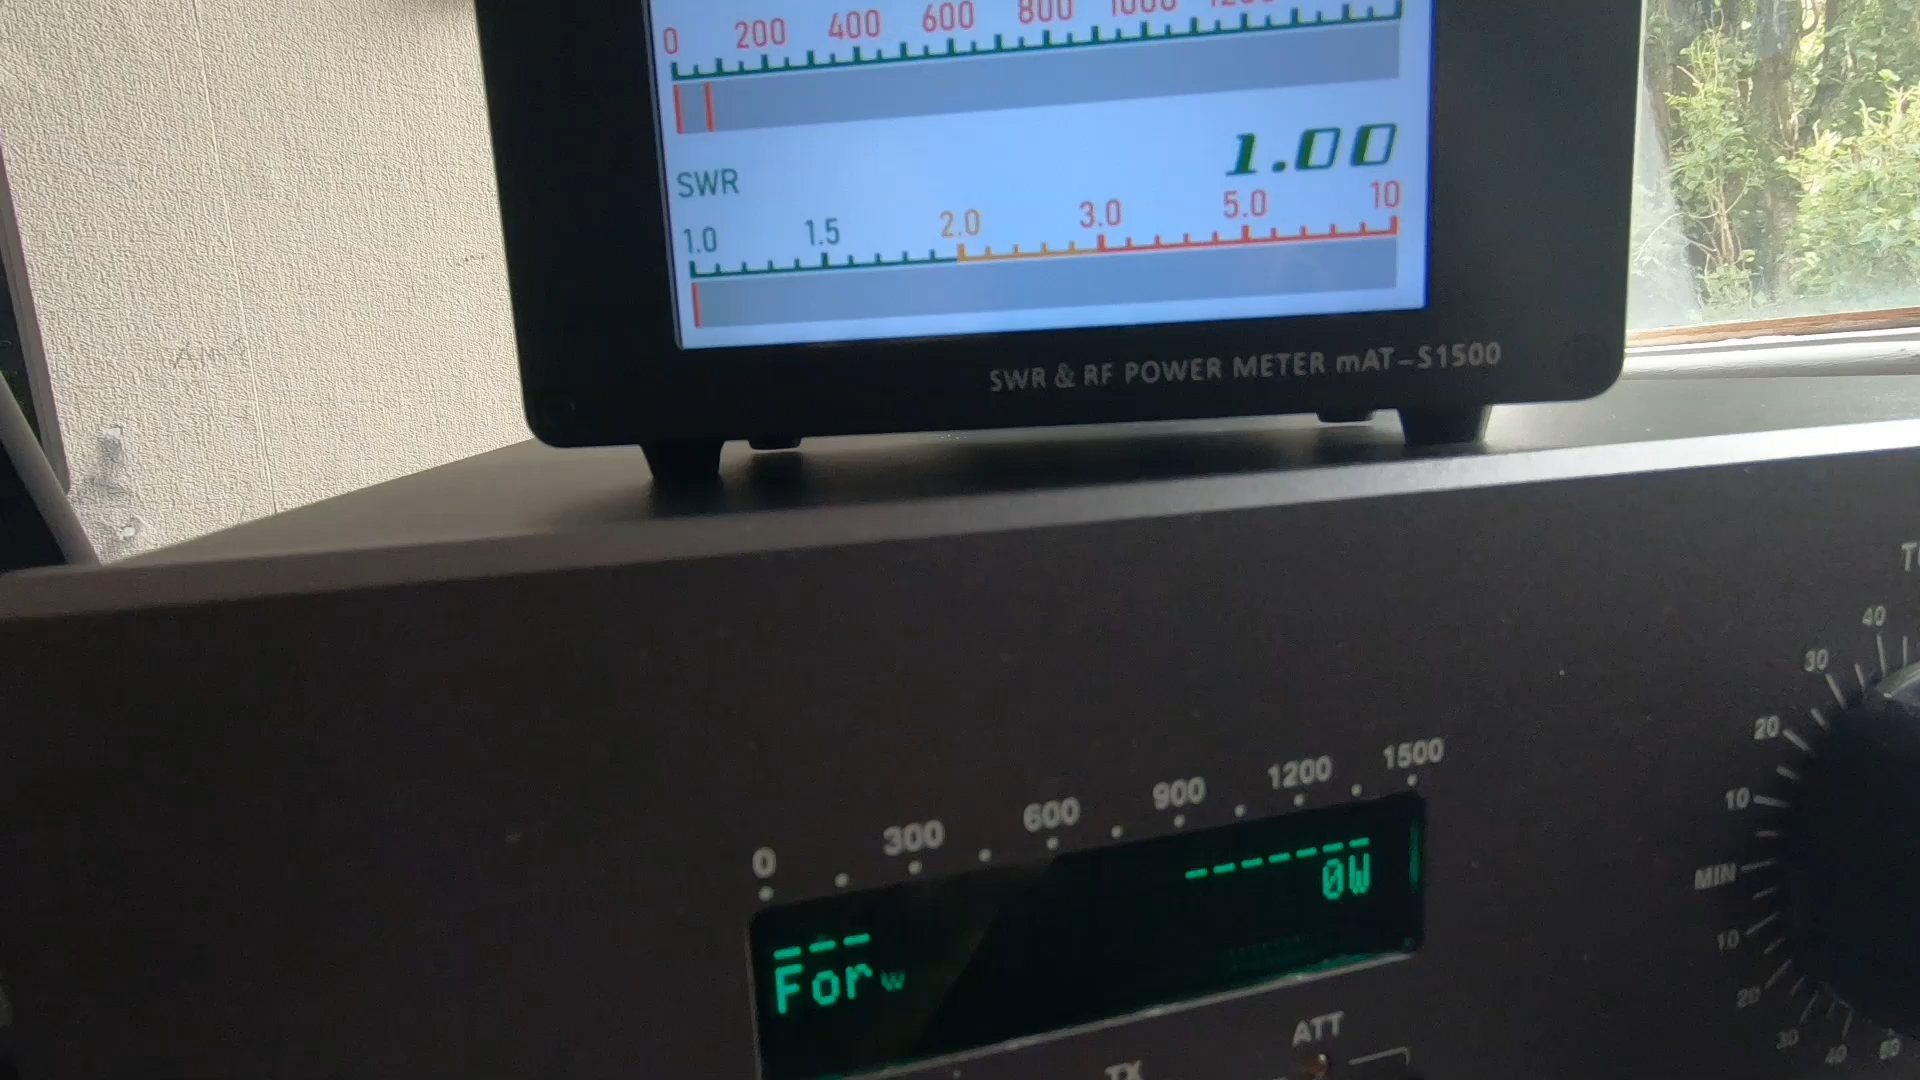 0 200 400 600 800 1000
1.00
SWR
1.0 1.5 2.0 3.0 5.0 10
SWR & RF POWER METER mAT-S1500
40
30
20
10
MIN
10
20
30
40
0 300 600 900 1200 1500
0W
Forw
ATT
TX